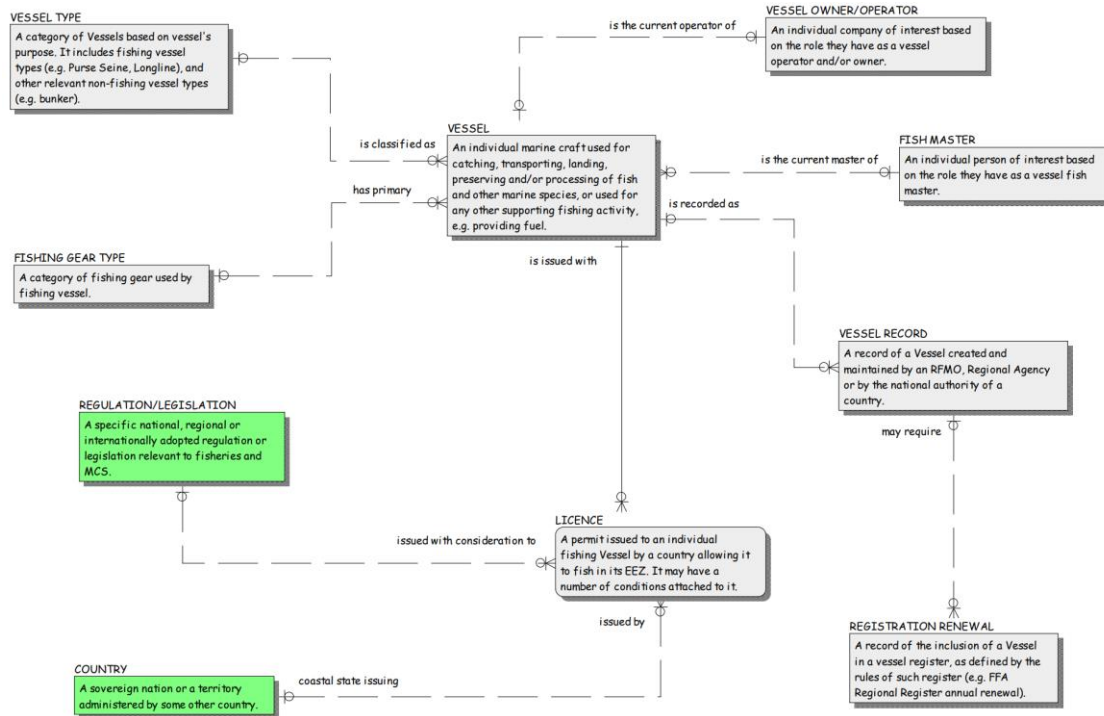 VESSEL TYPE
A category of Vessels based on vessel's
purpose. It includes fishing vessel
types (e.g. Purse Seine, Longline), and
other relevant non-fishing vessel types
(e.g. bunker).
is the current operator of
VESSEL OWNER/OPERATOR
An individual company of interest based
on the role they have as a vessel
operator and/or owner.
is classified as
VESSEL
An individual marine craft used for
catching, transporting, landing,
preserving and/or processing of fish
and other marine species, or used for
any other supporting fishing activity,
e.g. providing fuel.
is the current master of
FISH MASTER
An individual person of interest based
on the role they have as a vessel fish
master.
has primary
is recorded as
FISHING GEAR TYPE
A category of fishing gear used by
fishing vessel.
is issued with
VESSEL RECORD
A record of a Vessel created and
maintained by an RFMO, Regional Agency
or by the national authority of a
country.
may require
REGULATION/LEGISLATION
A specific national, regional or
internationally adopted regulation or
legislation relevant to fisheries and
MCS.
issued with consideration to
LICENCE
A permit issued to an individual
fishing Vessel by a country allowing it
to fish in its EEZ. It may have a
number of conditions attached to it.
issued by
REGISTRATION RENEWAL
A record of the inclusion of a Vessel
in a vessel register, as defined by the
rules of such register (e.g. FFA
Regional Register annual renewal).
COUNTRY
A sovereign nation or a territory
administered by some other country.
coastal state issuing